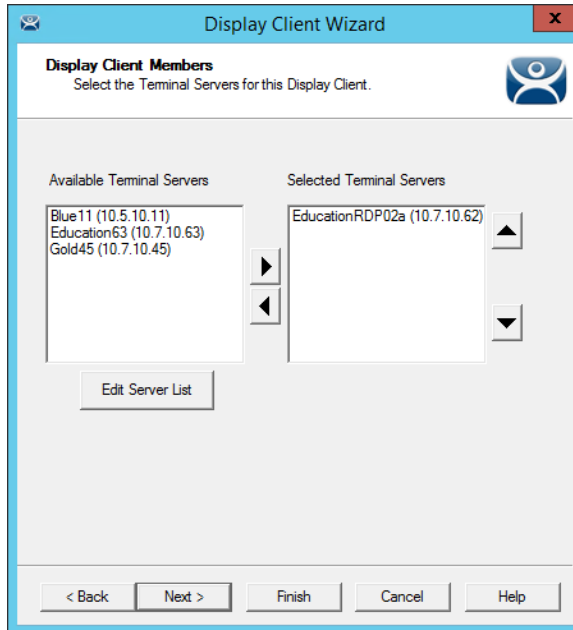 Display Client Wizard
x
Display Client Members
Select the Terminal Servers for this Display Client.
Available Terminal Servers
Selected Terminal Servers
Blue11 (10.5.10.11)
Education63 (10.7.10.63)
Gold45 (10.7.10.45)
EducationRDP02a (10.7.10.62)
Edit Server List
< Back
Next >
Finish
Cancel
Help